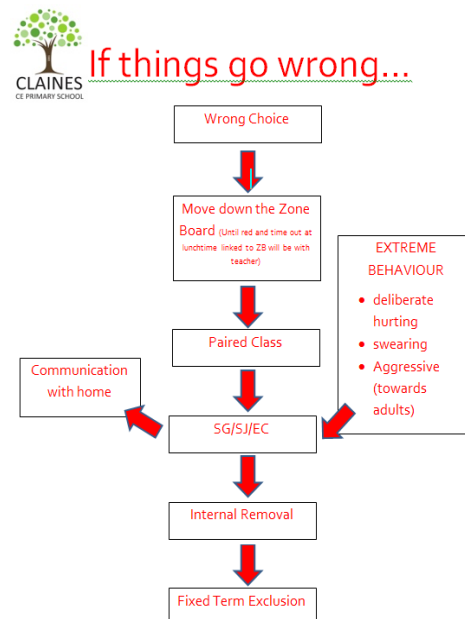 CLAINES
CE PRIMARY SCHOOL
If things go wrong...
Wrong Choice
Move down the Zone
Board (Until red and time out at
lunchtime linked to ZB will be with
teacher)
Paired Class
EXTREME
BEHAVIOUR
• deliberate
hurting
• swearing
• Aggressive
(towards
adults)
Communication
with home
SG/SJ/EC
Internal Removal
Fixed Term Exclusion